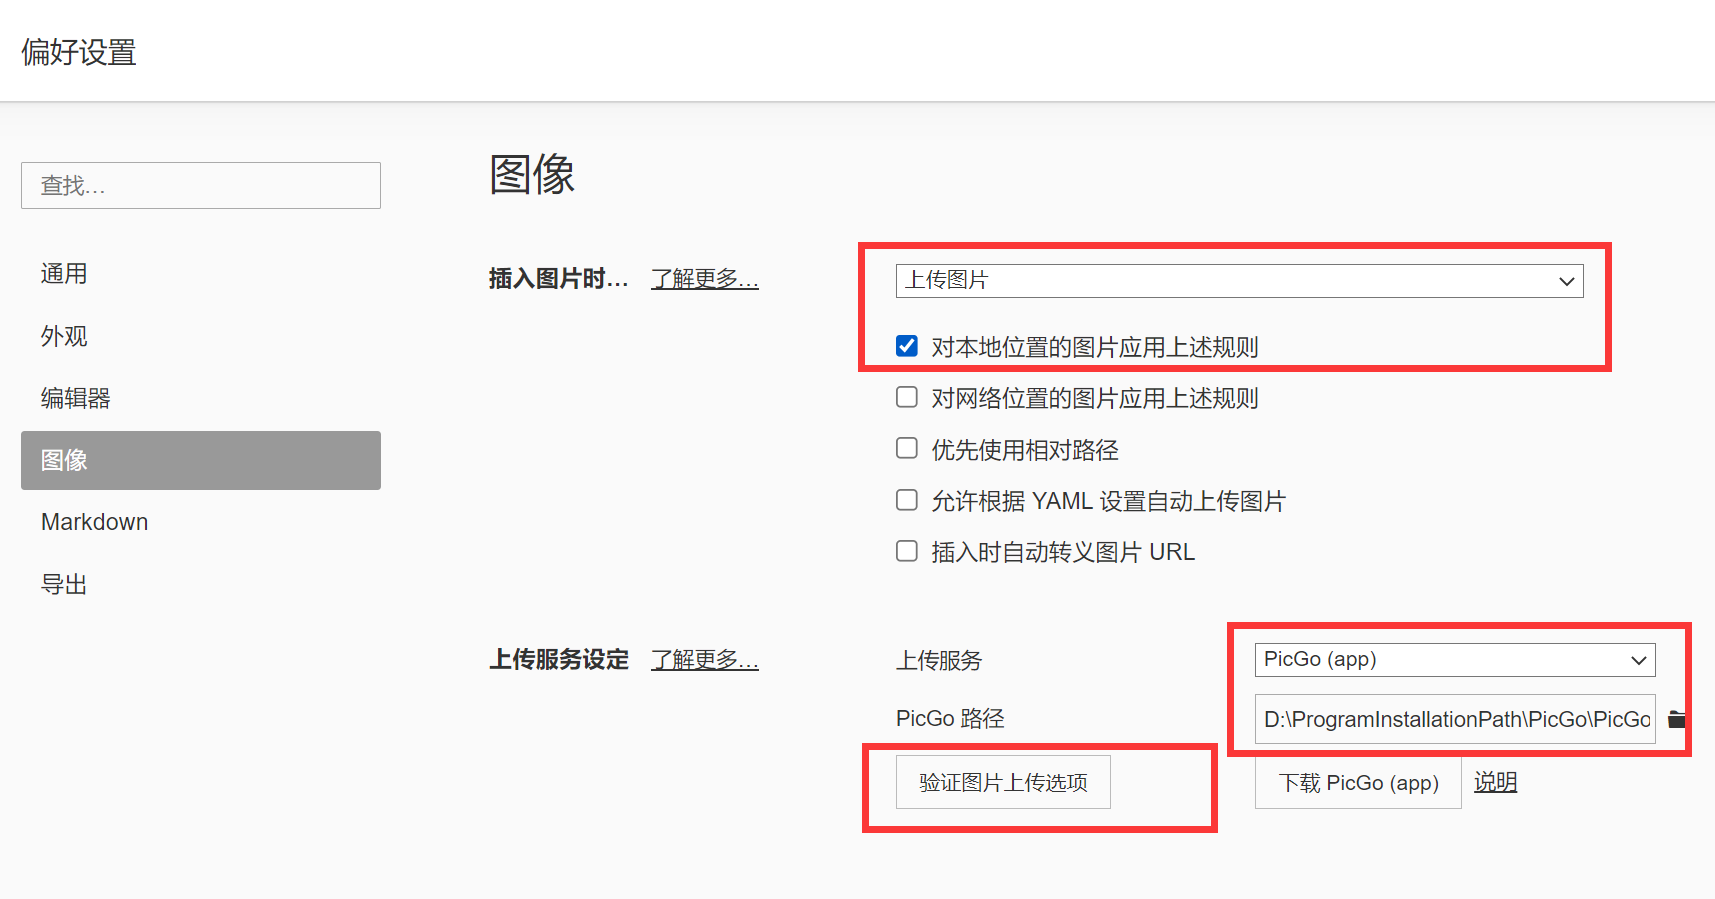 偏好设置
查找…
通用
外观
编辑器
图像
Markdown
导出
图像
插入图片时… 了解更多…
上传图片
对本地位置的图片应用上述规则
对网络位置的图片应用上述规则
优先使用相对路径
允许根据 YAML 设置自动上传图片
插入时自动转义图片 URL
上传服务设定 了解更多…
上传服务 PicGo (app)
PicGo 路径 D:\ProgramInstallationPath\PicGo\PicGo
验证图片上传选项 下载 PicGo (app) 说明